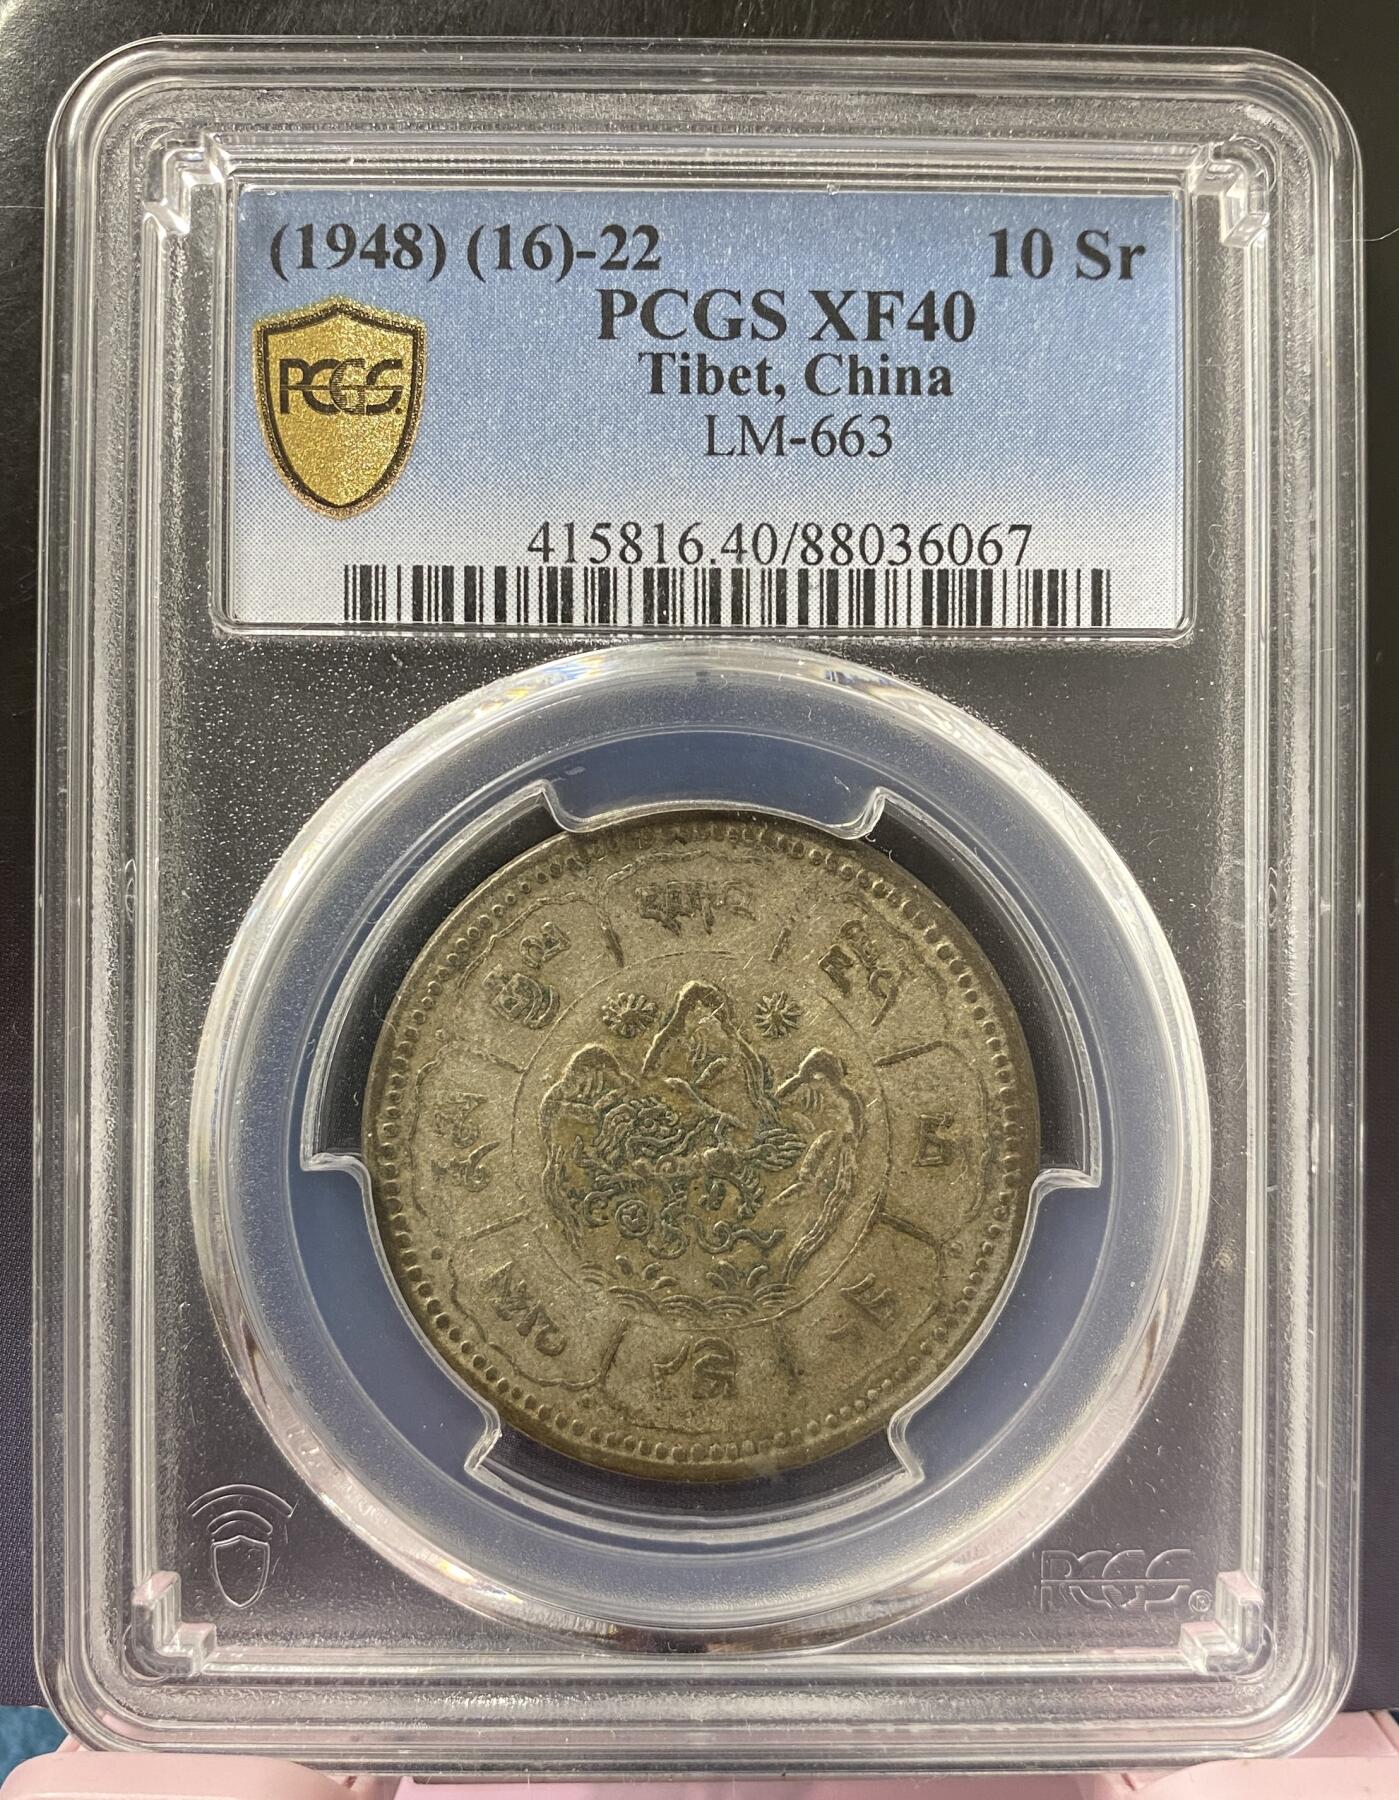 (1948) (16)-22 10 Sr
PCGS XF40
PCGS
Tibet, China
LM-663
415816.40/88036067
PCGS®